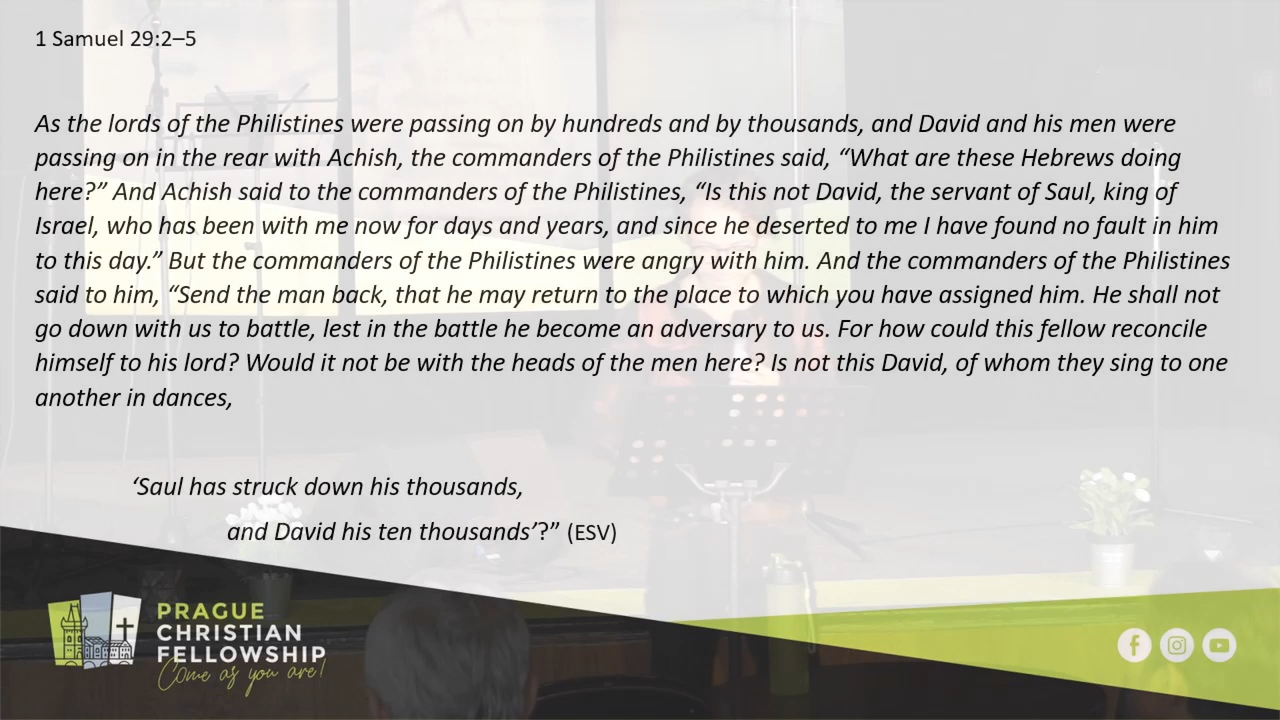 1 Samuel 29:2–5
As the lords of the Philistines were passing on by hundreds and by thousands, and David and his men were
passing on in the rear with Achish, the commanders of the Philistines said, “What are these Hebrews doing
here?” And Achish said to the commanders of the Philistines, “Is this not David, the servant of Saul, king of
Israel, who has been with me now for days and years, and since he deserted to me I have found no fault in him
to this day.” But the commanders of the Philistines were angry with him. And the commanders of the Philistines
said to him, “Send the man back, that he may return to the place to which you have assigned him. He shall not
go down with us to battle, lest in the battle he become an adversary to us. For how could this fellow reconcile
himself to his lord? Would it not be with the heads of the men here? Is not this David, of whom they sing to one
another in dances,
‘Saul has struck down his thousands,
and David his ten thousands’?” (ESV)
PRAGUE
CHRISTIAN
FELLOWSHIP
Come as you are!